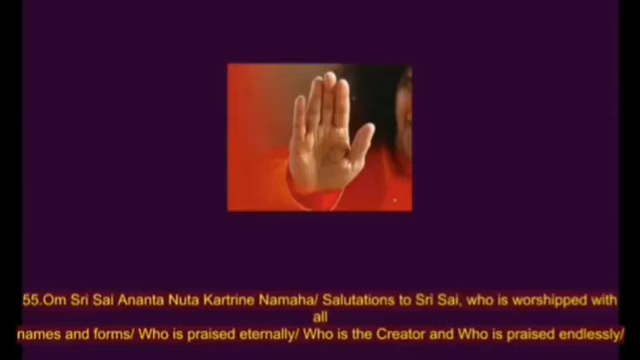 55.Om Sri Sai Ananta Nuta Kartrine Namaha/ Salutations to Sri Sai, who is worshipped with
all
names and forms/ Who is praised eternally/ Who is the Creator and Who is praised endlessly/